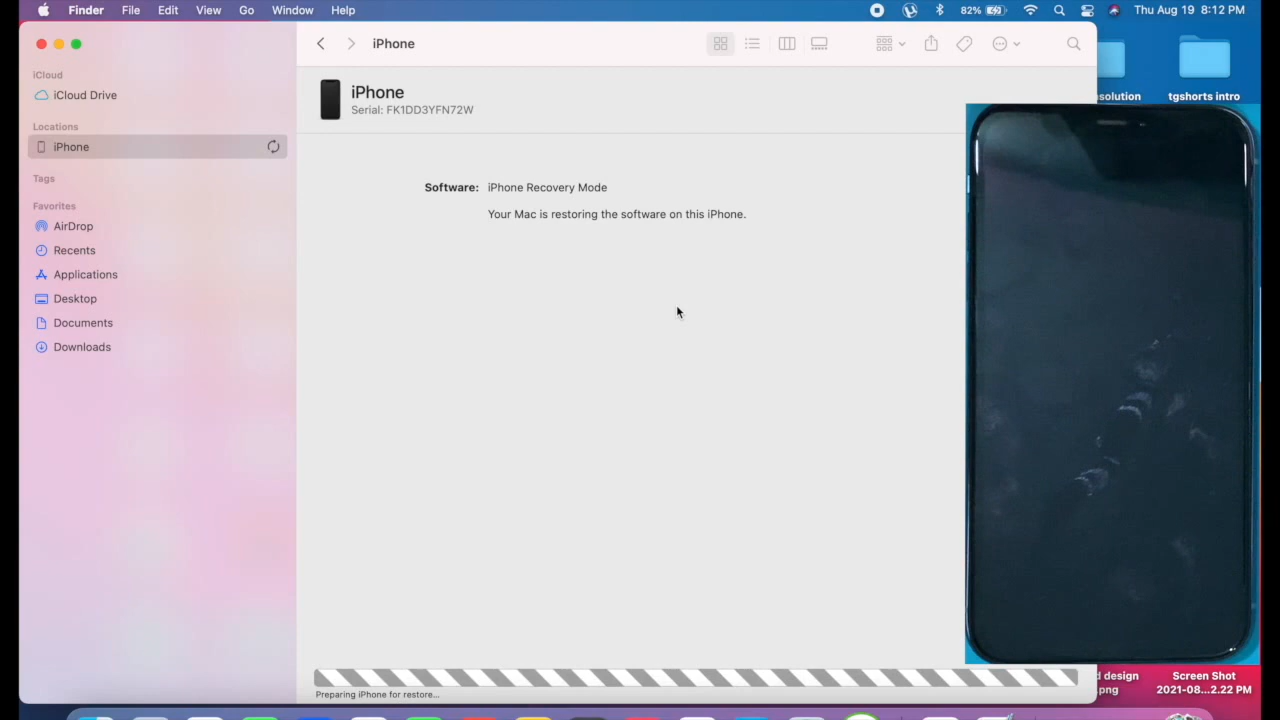 Finder File Edit View Go Window Help 82% Thu Aug 19 8:12 PM
iPhone
iCloud
iCloud Drive
Locations
iPhone
Tags
Favorites
AirDrop
Recents
Applications
Desktop
Documents
Downloads
iPhone
Serial: FK1DD3YFN72W
Software: iPhone Recovery Mode
Your Mac is restoring the software on this iPhone.
Preparing iPhone for restore...
tgshorts intro
d design
.png
Screen Shot
2021-08...2.22 PM